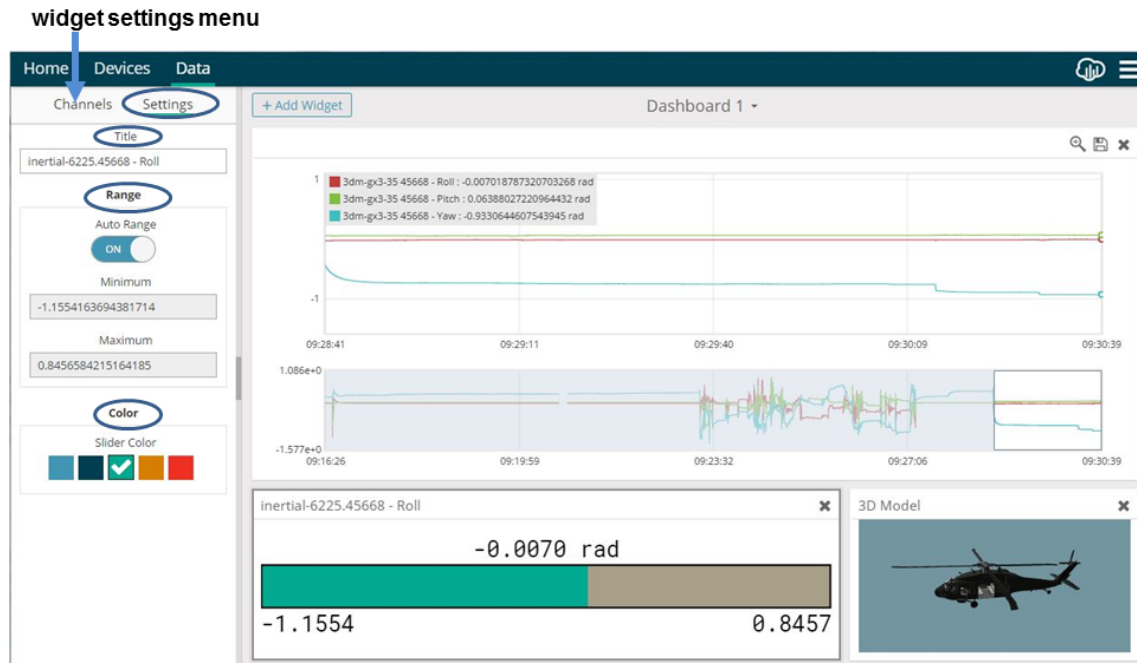 widget settings menu
Home Devices Data
Channels Settings
+ Add Widget
Dashboard 1
Title
inertial-6225.45668 - Roll
Range
Auto Range
ON
Minimum
-1.1554163694381714
Maximum
0.8456584215164185
Color
Slider Color
1
3dm-gx3-35 45668 - Roll : -0.007018787320703268 rad
3dm-gx3-35 45668 - Pitch : 0.06388027220964432 rad
3dm-gx3-35 45668 - Yaw : -0.9330644607543945 rad
-1
09:28:41 09:29:11 09:29:40 09:30:09 09:30:39
1.086e+0
-1.577e+0
09:16:26 09:19:59 09:23:32 09:27:06 09:30:39
inertial-6225.45668 - Roll
-0.0070 rad
-1.1554 0.8457
3D Model